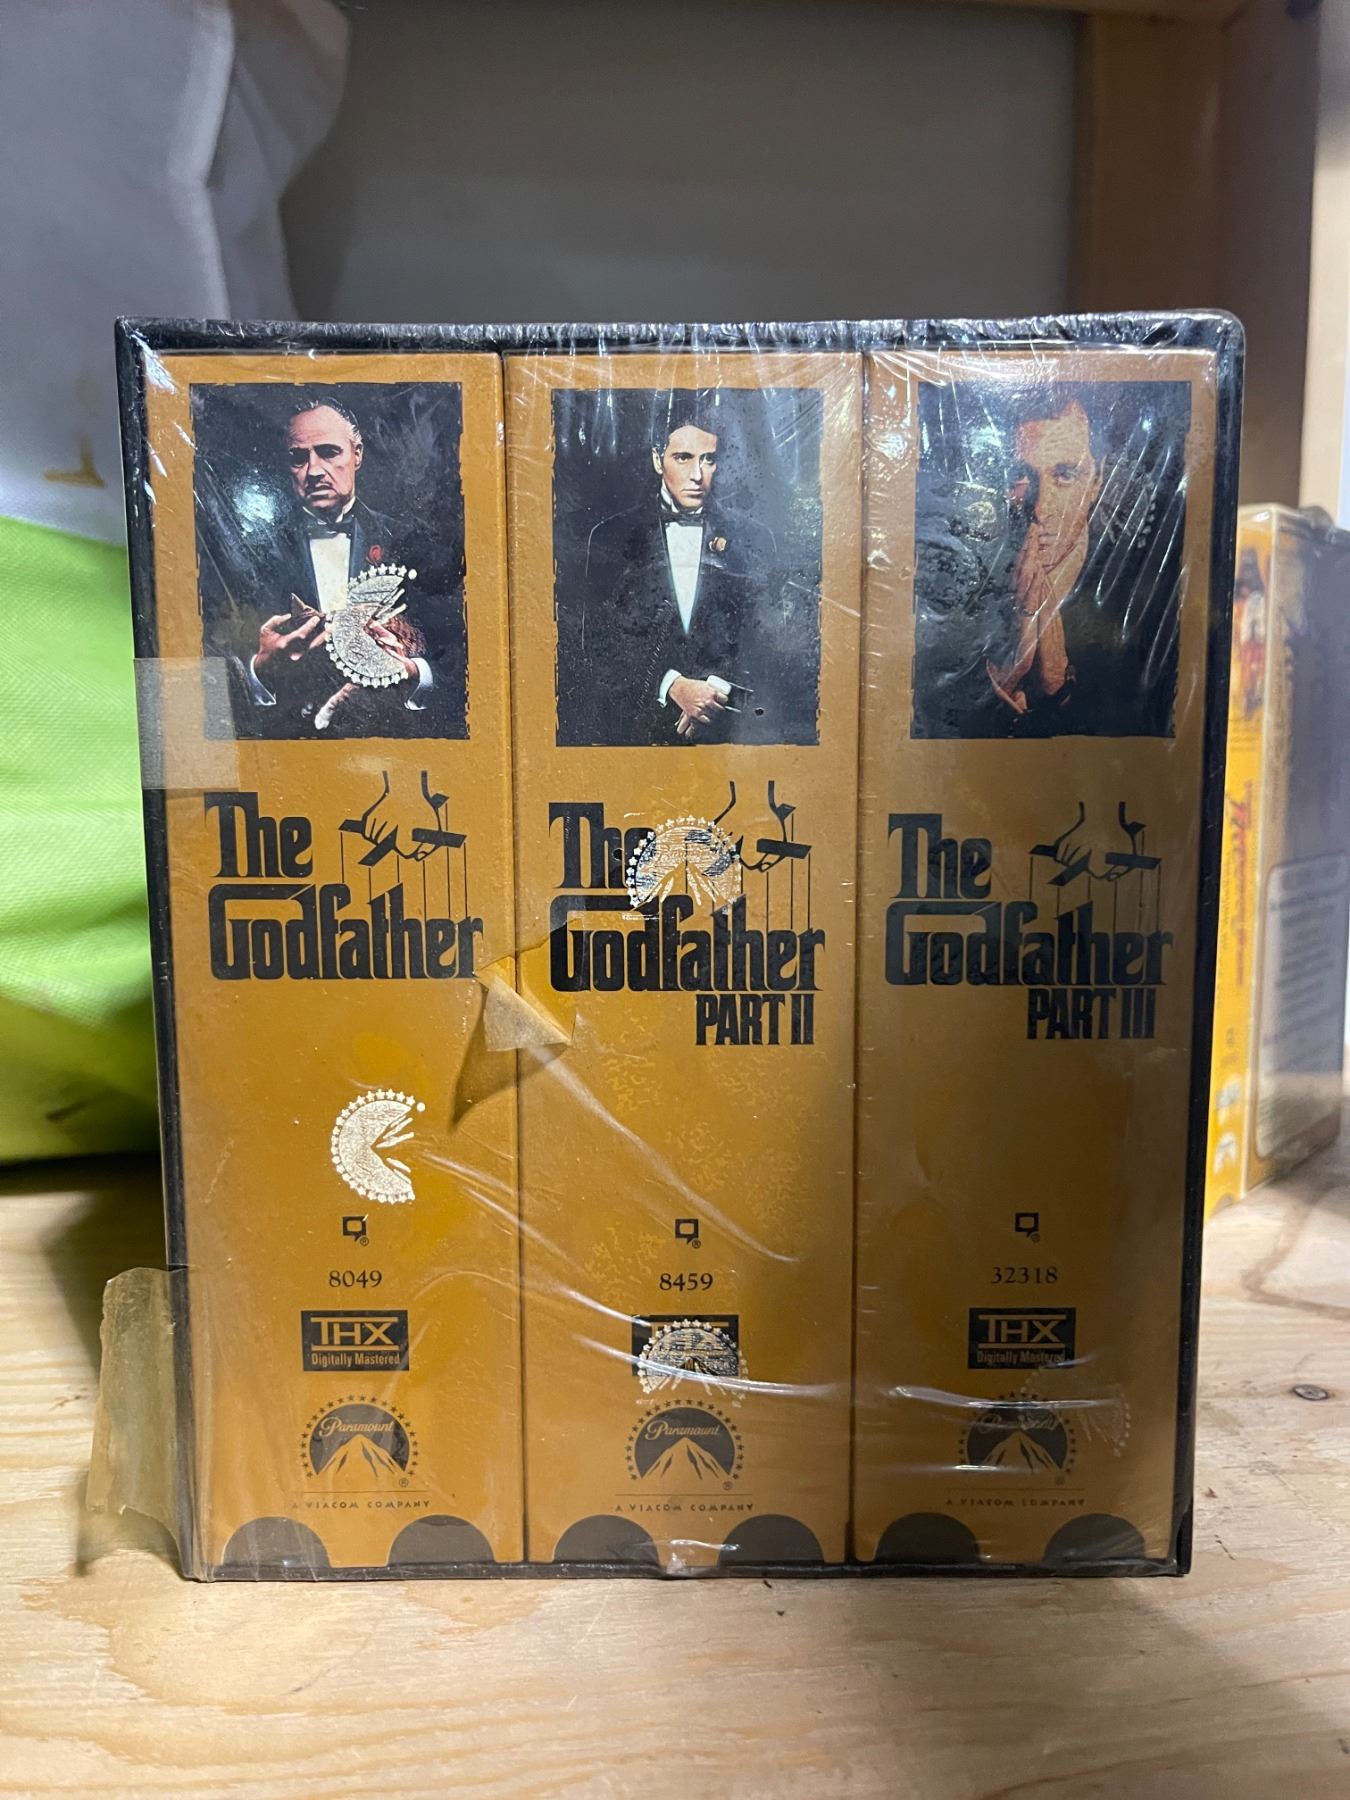 The
Godfather
8049
THX
Digitally Mastered
Paramount
®
A VIACOM COMPANY
The
Godfather
PART II
®
8459
Paramount
®
A VIACOM COMPANY
The
Godfather
PART III
®
32318
THX
Digitally Mastered
Paramount
®
A VIACOM COMPANY